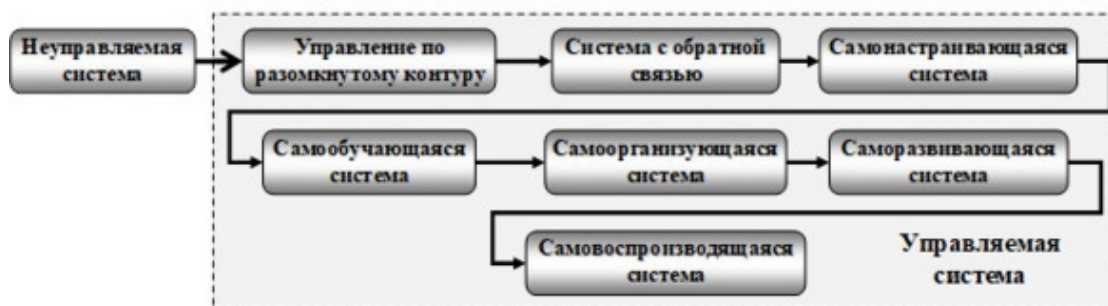 Неуправляемая
система
Управление по
разомкнутому контуру
Система с обратной
связью
Самонастраивающаяся
система
Самообучающаяся
система
Самоорганизующаяся
система
Саморазвивающаяся
система
Самовоспроизводящаяся
система
Управляемая
система